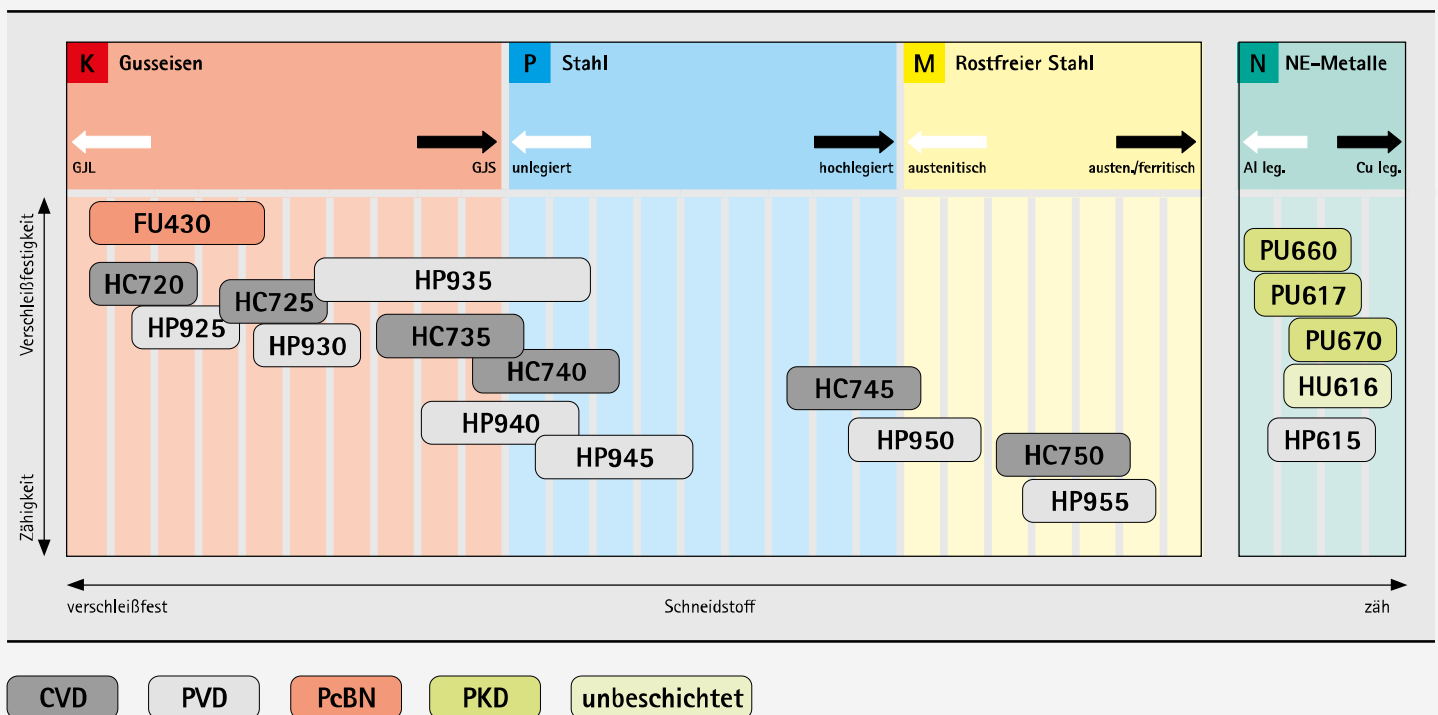 K Gusseisen
P Stahl
M Rostfreier Stahl
N NE-Metalle
GJL
GJS
unlegiert
hochlegiert
austenitisch
austen./ferritisch
Al leg.
Cu leg.
Verschleißfestigkeit
Zähigkeit
FU430
HC720
HP925
HC725
HP930
HP935
HC735
HC740
HP940
HP945
HC745
HP950
HC750
HP955
PU660
PU617
PU670
HU616
HP615
verschleißfest
Schneidstoff
zäh
CVD
PVD
PcBN
PKD
unbeschichtet